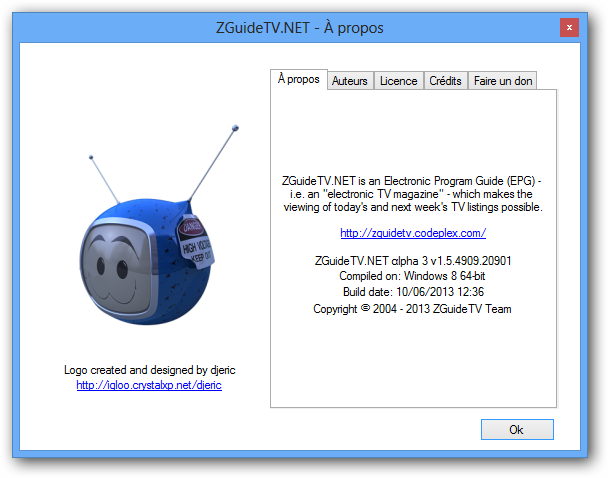 ZGuideTV.NET - À propos
x
À propos
Auteurs
Licence
Crédits
Faire un don
DANGER
HIGH VOLTAGE
KEEP OUT
ZGuideTV.NET is an Electronic Program Guide (EPG) -
i.e. an "electronic TV magazine" - which makes the
viewing of today's and next week's TV listings possible.
http://zguidetv.codeplex.com/
ZGuideTV.NET alpha 3 v1.5.4909.20901
Compiled on: Windows 8 64-bit
Build date: 10/06/2013 12:36
Copyright © 2004 - 2013 ZGuideTV Team
Logo created and designed by djeric
http://igloo.crystalxp.net/djeric
Ok